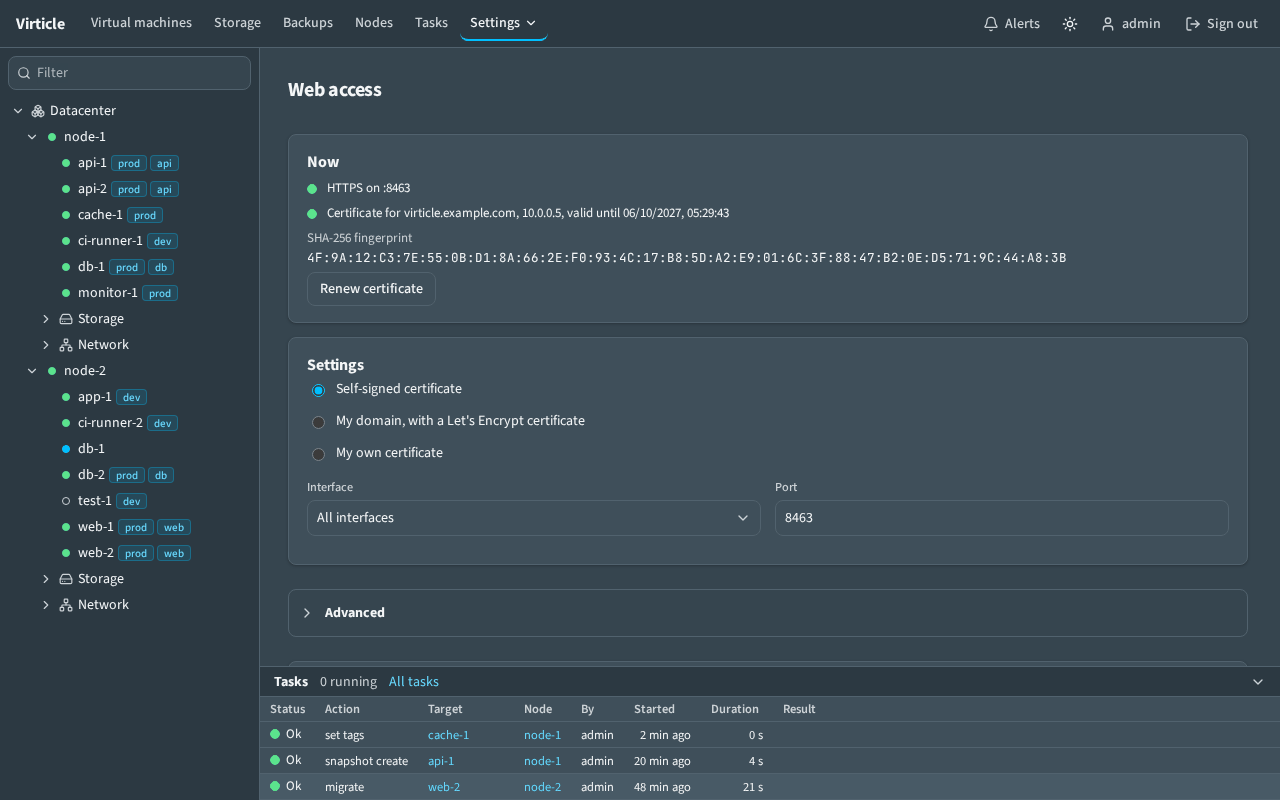 Virticle Virtual machines Storage Backups Nodes Tasks Settings Alerts admin Sign out
Filter
Datacenter
node-1
api-1 prod api
api-2 prod api
cache-1 prod
ci-runner-1 dev
db-1 prod db
monitor-1 prod
Storage
Network
node-2
app-1 dev
ci-runner-2 dev
db-1
db-2 prod db
test-1 dev
web-1 prod web
web-2 prod web
Storage
Network
Web access
Now
HTTPS on :8463
Certificate for virticle.example.com, 10.0.0.5, valid until 06/10/2027, 05:29:43
SHA-256 fingerprint
4F:9A:12:C3:7E:55:0B:D1:8A:66:2E:F0:93:4C:17:B8:5D:A2:E9:01:6C:3F:88:47:B2:0E:D5:71:9C:44:A8:3B
Renew certificate
Settings
Self-signed certificate
My domain, with a Let's Encrypt certificate
My own certificate
Interface Port
All interfaces 8463
Advanced
Tasks 0 running All tasks
Status Action Target Node By Started Duration Result
Ok set tags cache-1 node-1 admin 2 min ago 0 s
Ok snapshot create api-1 node-1 admin 20 min ago 4 s
Ok migrate web-2 node-2 admin 48 min ago 21 s